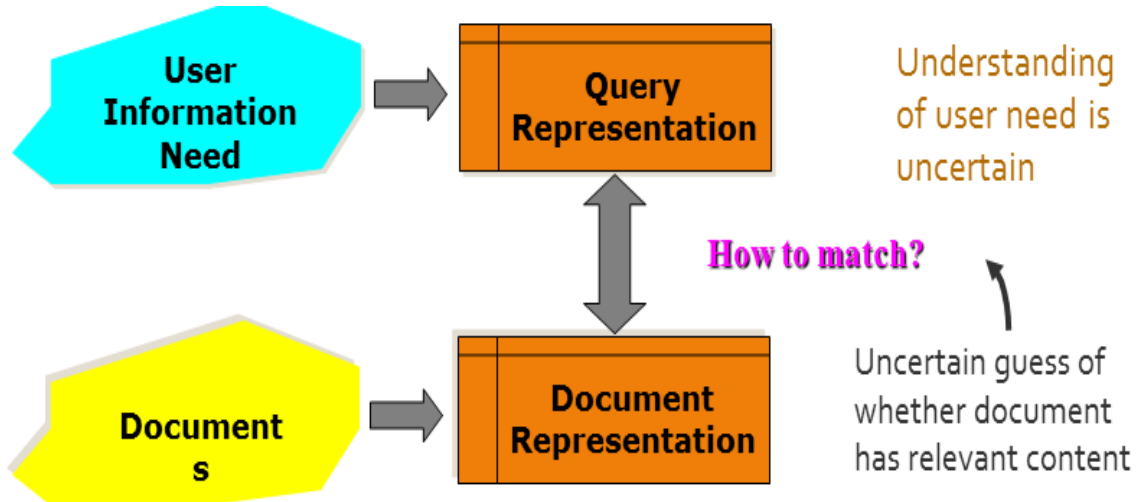 User
Information
Need
Query
Representation
Understanding
of user need is
uncertain
How to match?
Document
s
Document
Representation
Uncertain guess of
whether document
has relevant content